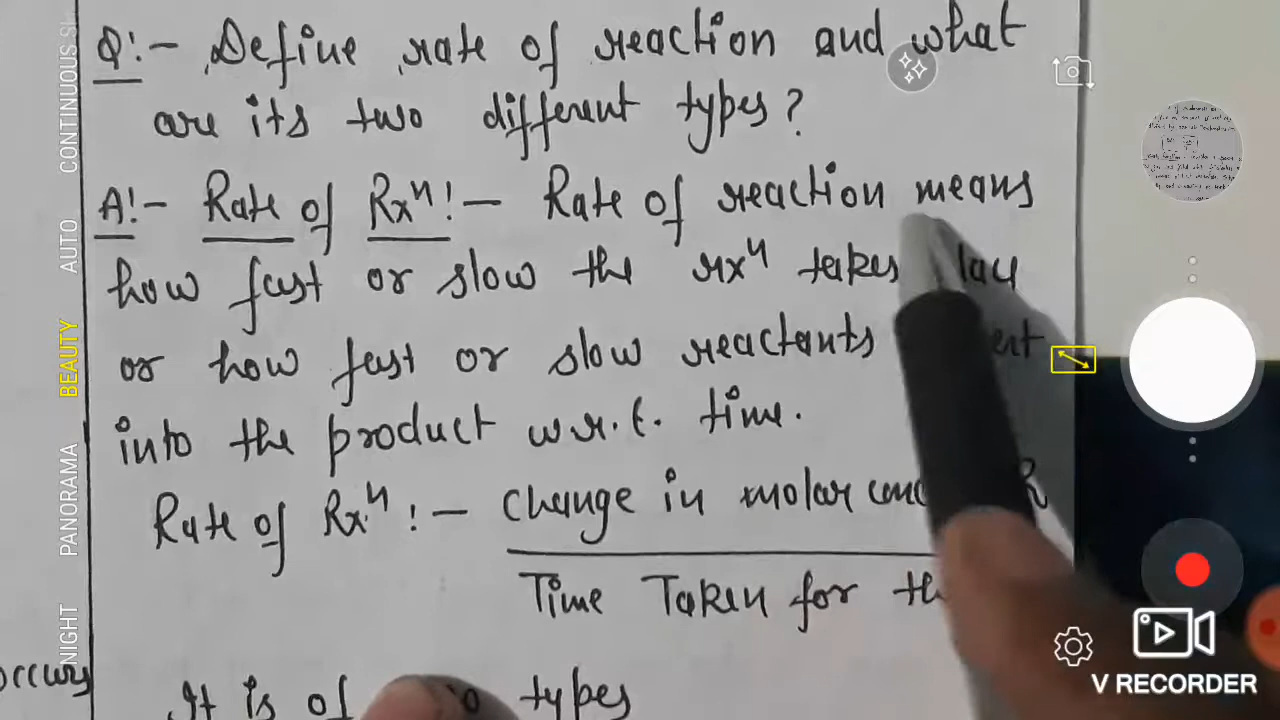 Q!- Define rate of reaction and what
are its two different types?
A!- Rate of Rxⁿ!- Rate of reaction means
how fast or slow the rxⁿ takes
or how fast or slow reactants
into the product w.r.t. time.
Rate of Rxⁿ!- Change in molar
Time Taken for
occurs
It is of types
NIGHT PANORAMA BEAUTY AUTO CONTINUOUS
V RECORDER